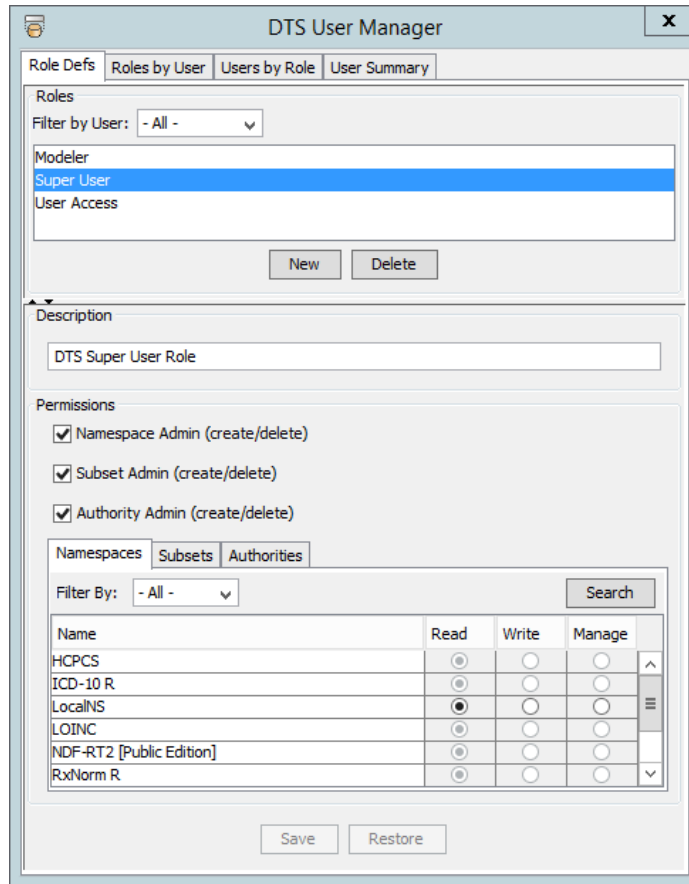 DTS User Manager
x
Role Defs Roles by User Users by Role User Summary
Roles
Filter by User: - All -
Modeler
Super User
User Access
New Delete
Description
DTS Super User Role
Permissions
Namespace Admin (create/delete)
Subset Admin (create/delete)
Authority Admin (create/delete)
Namespaces Subsets Authorities
Filter By: - All - Search
Name Read Write Manage
HCPCS
ICD-10 R
LocalNS
LOINC
NDF-RT2 [Public Edition]
RxNorm R
Save Restore